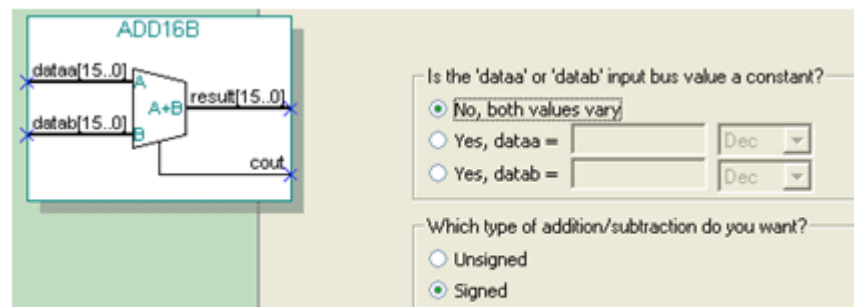 ADD16B
dataa[15..0]
A
A+B
result[15..0]
datab[15..0]
B
cout
Is the 'dataa' or 'datab' input bus value a constant?
No, both values vary
Yes, dataa =
Dec
Yes, datab =
Dec
Which type of addition/subtraction do you want?
Unsigned
Signed